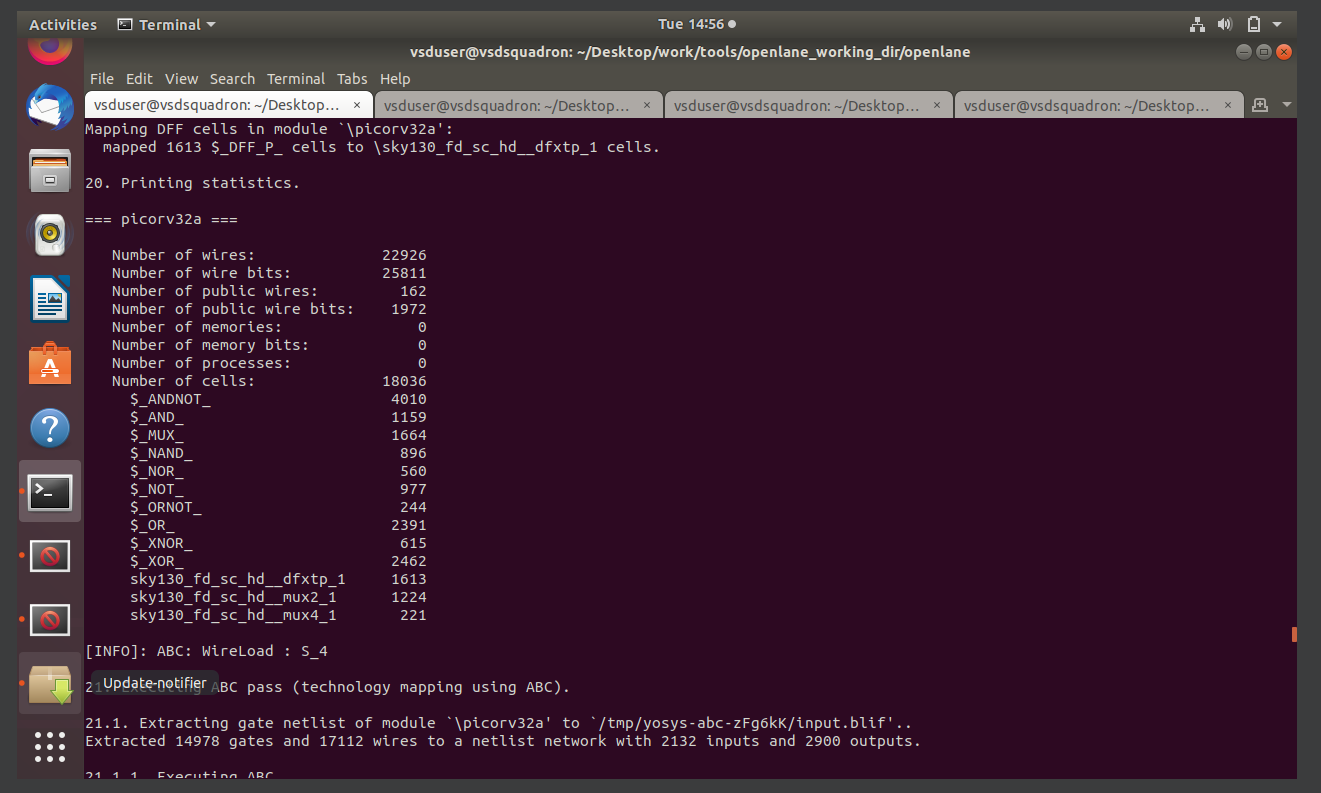 Activities Terminal Tue 14:56
vsduser@vsdsquadron: ~/Desktop/work/tools/openlane_working_dir/openlane
File Edit View Search Terminal Tabs Help
vsduser@vsdsquadron: ~/Desktop... × vsduser@vsdsquadron: ~/Desktop... × vsduser@vsdsquadron: ~/Desktop... × vsduser@vsdsquadron: ~/Desktop... ×
Mapping DFF cells in module `\picorv32a':
  mapped 1613 $_DFF_P_ cells to \sky130_fd_sc_hd__dfxtp_1 cells.
20. Printing statistics.
=== picorv32a ===
   Number of wires:              22926
   Number of wire bits:          25811
   Number of public wires:         162
   Number of public wire bits:    1972
   Number of memories:               0
   Number of memory bits:            0
   Number of processes:              0
   Number of cells:              18036
     $_ANDNOT_                    4010
     $_AND_                       1159
     $_MUX_                       1664
     $_NAND_                       896
     $_NOR_                        560
     $_NOT_                        977
     $_ORNOT_                      244
     $_OR_                        2391
     $_XNOR_                       615
     $_XOR_                       2462
     sky130_fd_sc_hd__dfxtp_1     1613
     sky130_fd_sc_hd__mux2_1      1224
     sky130_fd_sc_hd__mux4_1       221
[INFO]: ABC: WireLoad : S_4
Update-notifier
21. Executing ABC pass (technology mapping using ABC).
21.1. Extracting gate netlist of module `\picorv32a' to `/tmp/yosys-abc-zFg6kK/input.blif'..
Extracted 14978 gates and 17112 wires to a netlist network with 2132 inputs and 2900 outputs.
21.1.1. Executing ABC.